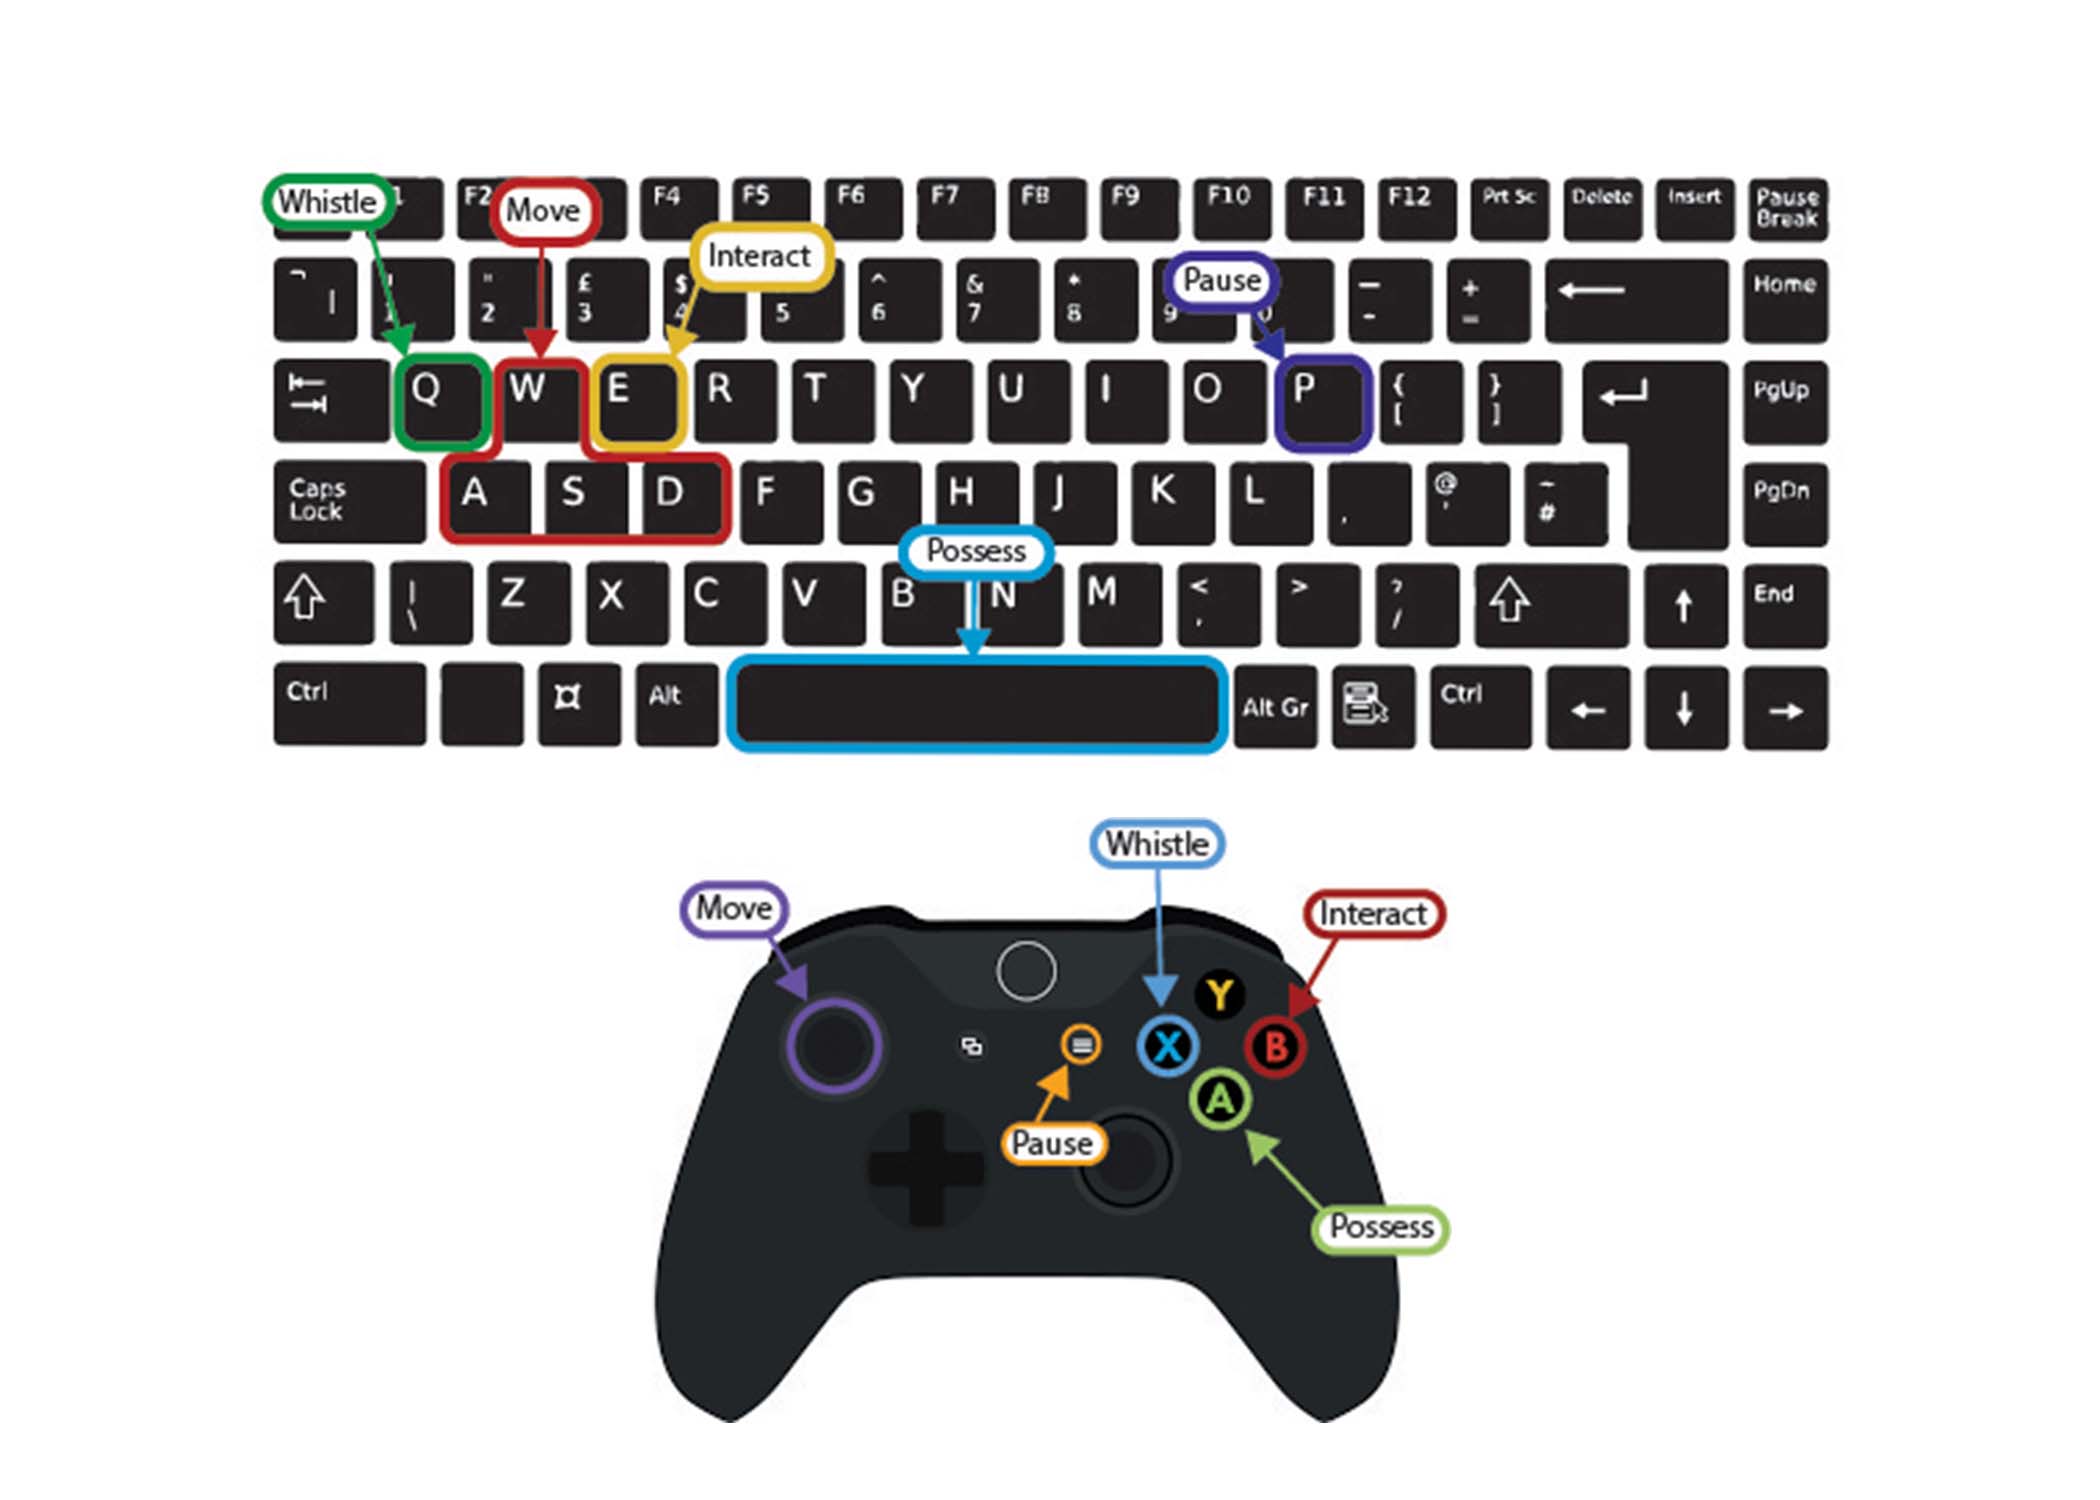 Whistle
Move
F2
F4
F5
F6
F7
F8
F9
F10
F11
F12
Prt Sc
Delete
Insert
Pause
Break
Interact
Pause
¬
|
"
2
£
3
$
4
5
^
6
&
7
*
8
9
0
–
-
+
=
Home
Q
W
E
R
T
Y
U
I
O
P
{
[
}
]
PgUp
Caps
Lock
A
S
D
F
G
H
J
K
L
,
@
'
~
#
PgDn
Possess
|
\
Z
X
C
V
B
N
M
<
,
>
?
/
End
Ctrl
Alt
Alt Gr
Ctrl
Whistle
Move
Interact
Y
X
B
A
Pause
Possess